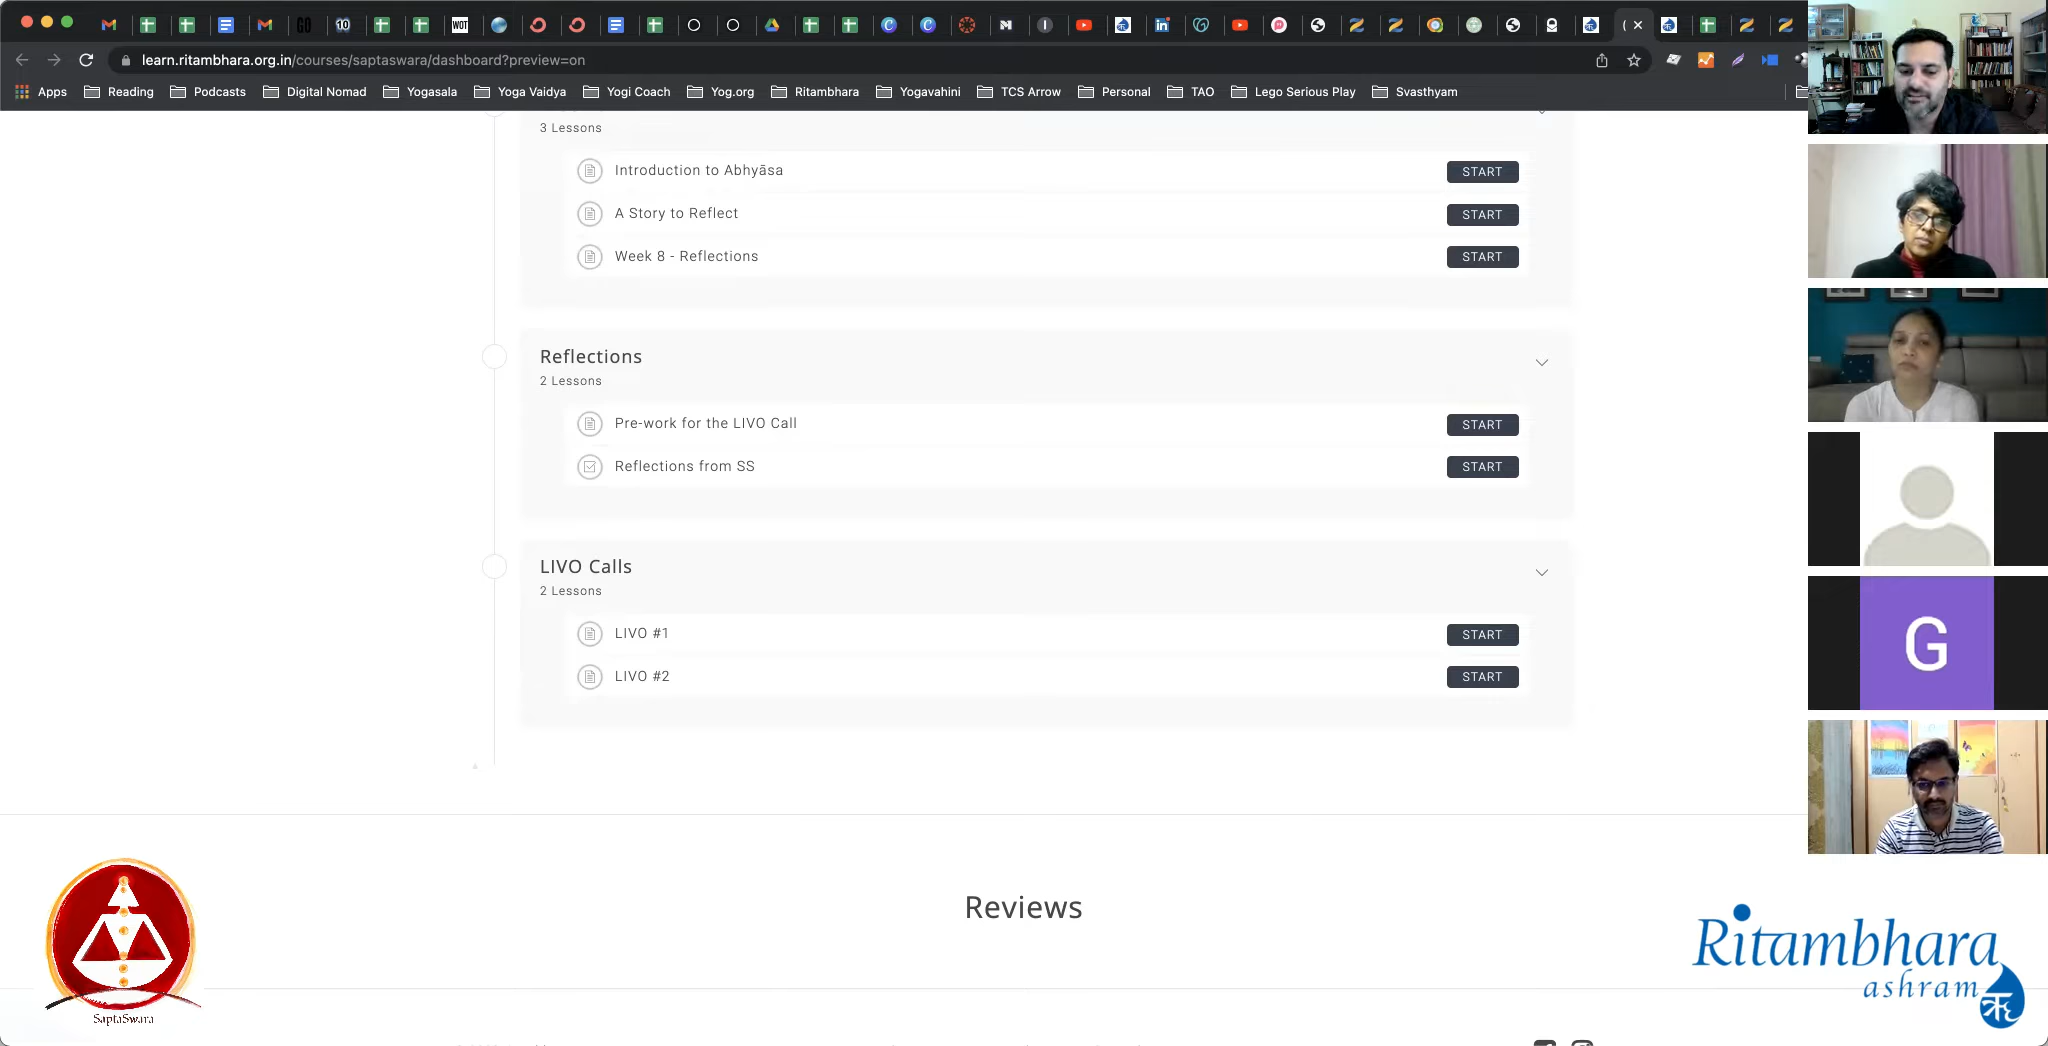 GO
10
WOT
learn.ritambhara.org.in/courses/saptaswara/dashboard?preview=on
Apps Reading Podcasts Digital Nomad Yogasala Yoga Vaidya Yogi Coach Yog.org Ritambhara Yogavahini TCS Arrow Personal TAO Lego Serious Play Svasthyam
3 Lessons
Introduction to Abhyāsa START
A Story to Reflect START
Week 8 - Reflections START
Reflections
2 Lessons
Pre-work for the LIVO Call START
Reflections from SS START
LIVO Calls
2 Lessons
LIVO #1 START
LIVO #2 START
G
Reviews
SaptaSwara
Ritambhara
ashram
ऋ